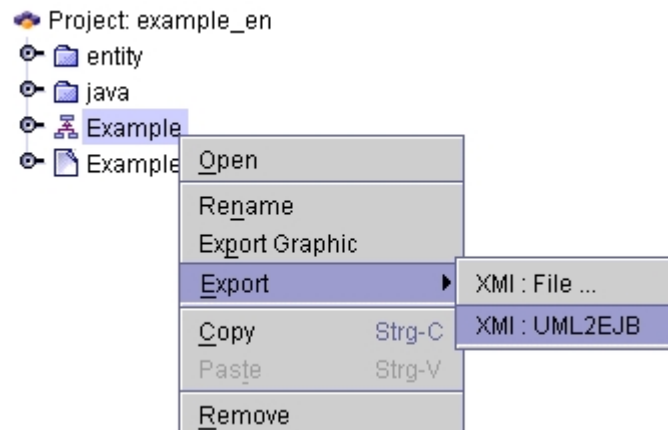 Project: example_en
entity
java
Example
Example
Open
Rename
Export Graphic
Export
XMI : File ...
XMI : UML2EJB
Copy Strg-C
Paste Strg-V
Remove